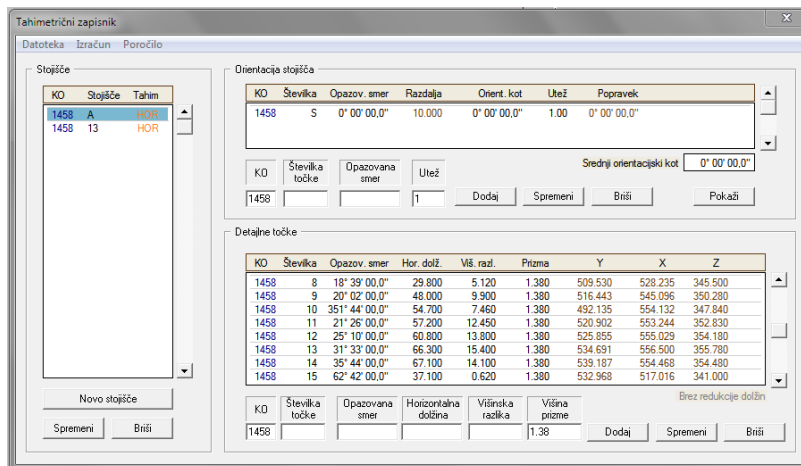 Tahimetrični zapisnik
Datoteka Izračun Poročilo
Stojišče
KO Stojišče Tahim
1458 A HOR
1458 13 HOR
Novo stojišče
Spremeni Briši
Orientacija stojišča
KO Številka Opazov. smer Razdalja Orient. kot Utež Popravek
1458 S 0° 00' 00,0" 10.000 0° 00' 00,0" 1.00 0° 00' 00,0"
Srednji orientacijski kot 0° 00' 00,0"
KO Številka točke Opazovana smer Utež
1458 1 Dodaj Spremeni Briši Pokaži
Detajlne točke
KO Številka Opazov. smer Hor. dolž. Viš. razl. Prizma Y X Z
1458 8 18° 39' 00,0" 29.800 5.120 1.380 509.530 528.235 345.500
1458 9 20° 02' 00,0" 48.000 9.900 1.380 516.443 545.096 350.280
1458 10 351° 44' 00,0" 54.700 7.460 1.380 492.135 554.132 347.840
1458 11 21° 26' 00,0" 57.200 12.450 1.380 520.902 553.244 352.830
1458 12 25° 10' 00,0" 60.800 13.800 1.380 525.855 555.029 354.180
1458 13 31° 33' 00,0" 66.300 15.400 1.380 534.691 556.500 355.780
1458 14 35° 44' 00,0" 67.100 14.100 1.380 539.187 554.468 354.480
1458 15 62° 42' 00,0" 37.100 0.620 1.380 532.968 517.016 341.000
Brez redukcije dolžin
KO Številka točke Opazovana smer Horizontalna dolžina Višinska razlika Višina prizme
1458 1.38 Dodaj Spremeni Briši